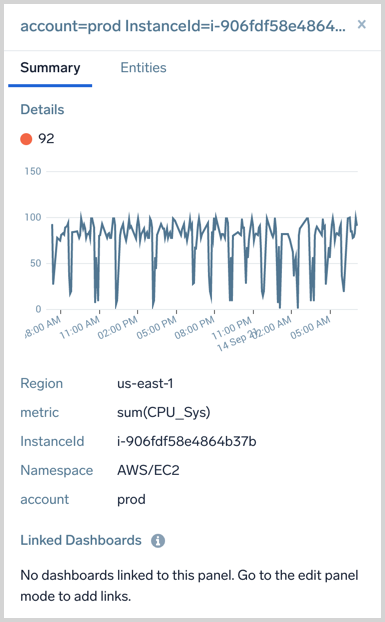 account=prod InstanceId=i-906fdf58e4864...
×
Summary Entities
Details
92
150
100
50
0
:00 AM 11:00 AM 02:00 PM 05:00 PM 08:00 PM 11:00 PM 02:00 AM 05:00 AM
14 Sep
Region us-east-1
metric sum(CPU_Sys)
InstanceId i-906fdf58e4864b37b
Namespace AWS/EC2
account prod
Linked Dashboards i
No dashboards linked to this panel. Go to the edit panel
mode to add links.